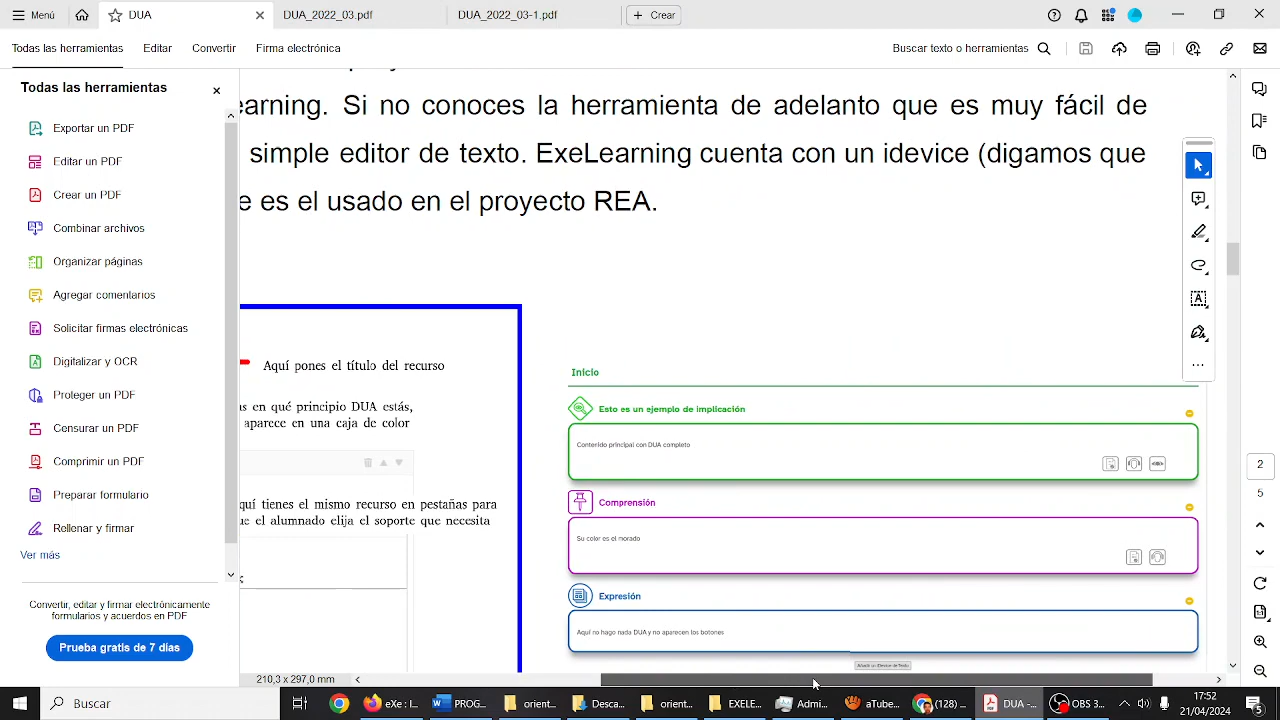 Menú
DUA
DUA_2022_03.pdf
DUA_2022_03-1.pdf
+ Crear
Todas las herramientas
Editar
Convertir
Firma electrónica
Buscar texto o herramientas
Todas las herramientas
Exportar un PDF
Editar un PDF
Crear un PDF
Combinar archivos
Organizar páginas
Agregar comentarios
Solicitar firmas electrónicas
Digitalizar y OCR
Proteger un PDF
Censurar un PDF
Comprimir un PDF
Preparar formulario
Rellenar y firmar
Ver más
Convertir, editar y firmar electrónicamente
formularios y acuerdos en PDF
Prueba gratis de 7 días
earning. Si no conoces la herramienta de adelanto que es muy fácil de
simple editor de texto. ExeLearning cuenta con un idevice (digamos que
e es el usado en el proyecto REA.
Aquí pones el título del recurso
as en qué principio DUA estás,
aparece en una caja de color
quí tienes el mismo recurso en pestañas para
ue el alumado elija el soporte que necesita
Inicio
Esto es un ejemplo de implicación
Contenido principal con DUA completo
Comprensión
Su color es el morado
Expresión
Aquí no hago nada DUA y no aparecen los botones
Añadir un iDevice de Texto
2
5
210,3 x 297,0 mm
Buscar
eXe : l...
PROG...
orient...
Desca...
orient...
EXELE...
Admi...
aTube...
(128) ...
DUA -...
OBS 3...
17:52
21/04/2024
5